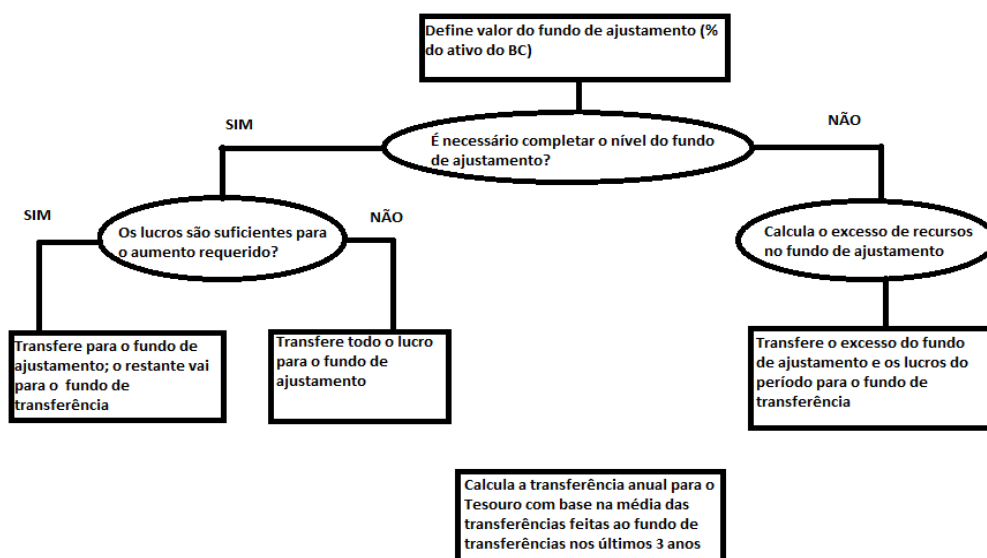 Define valor do fundo de ajustamento (%
do ativo do BC)
SIM
NÃO
É necessário completar o nível do fundo
de ajustamento?
SIM
NÃO
Os lucros são suficientes para
o aumento requerido?
Calcula o excesso de recursos
no fundo de ajustamento
Transfere para o fundo de
ajustamento; o restante vai
para o fundo de
transferência
Transfere todo o lucro
para o fundo de
ajustamento
Transfere o excesso do fundo
de ajustamento e os lucros do
período para o fundo de
transferência
Calcula a transferência anual para o
Tesouro com base na média das
transferências feitas ao fundo de
transferências nos últimos 3 anos